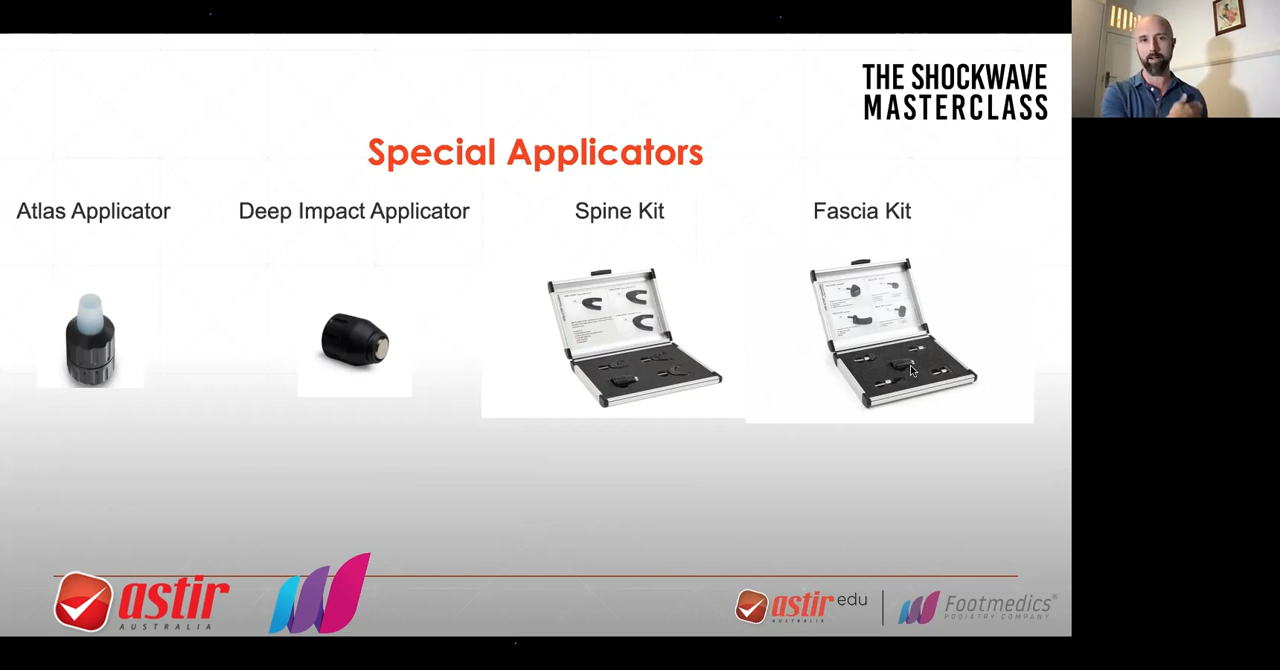 THE SHOCKWAVE
MASTERCLASS
Special Applicators
Atlas Applicator
Deep Impact Applicator
Spine Kit
Fascia Kit
astir
AUSTRALIA
astir edu
AUSTRALIA
Footmedics®
PODIATRY COMPANY